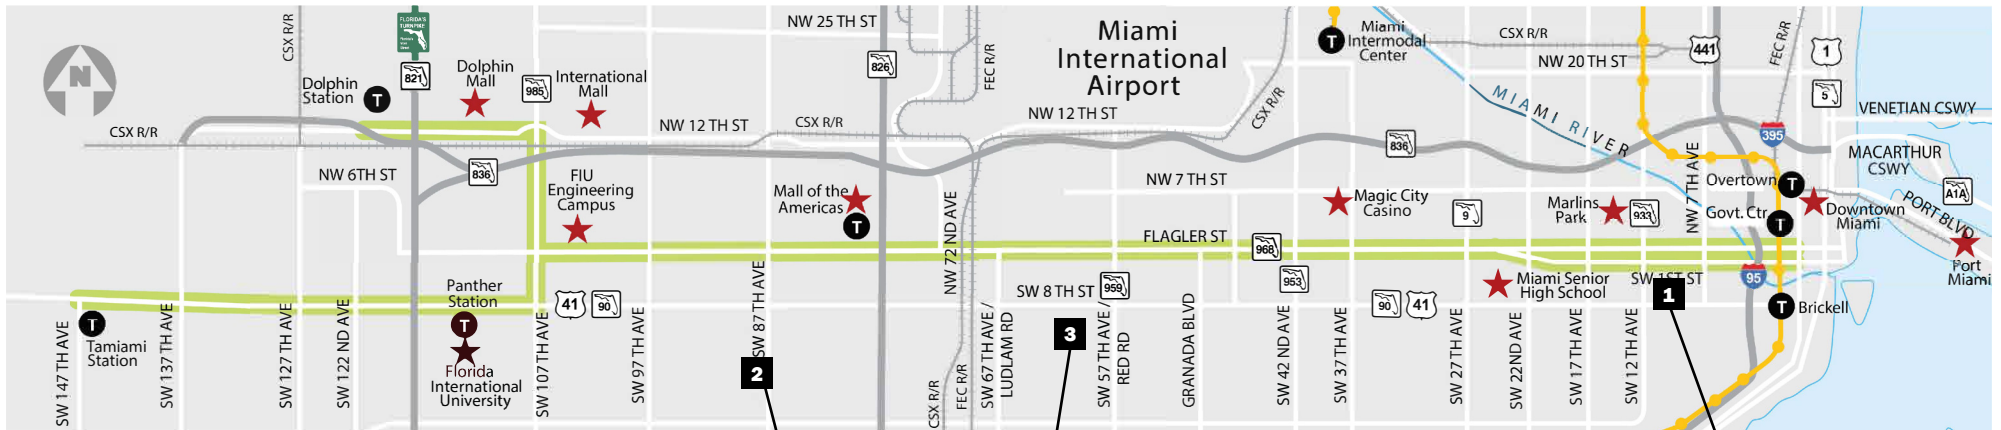 FLORIDA'S
TURNPIKE
N
CSX R/R
821
Dolphin
Station
T
Dolphin
Mall
985
International
Mall
NW 25 TH ST
826
FEC R/R
Miami
International
Airport
T
Miami
Intermodal
Center
CSX R/R
441
FEC R/R
1
5
NW 20 TH ST
CSX R/R
NW 12 TH ST
CSX R/R
NW 12 TH ST
CSX R/R
MIAMI RIVER
VENETIAN CSWY
395
836
836
MACARTHUR
CSWY
A1A
NW 6TH ST
FIU
Engineering
Campus
Mall of the
Americas
T
NW 72 ND AVE
NW 7 TH ST
Magic City
Casino
9
Marlins
Park
933
NW 7 TH AVE
Overtown
T
Govt. Ctr
T
Downtown
Miami
PORT BLVD
Port
Miami
FLAGLER ST
968
953
SW 8 TH ST
959
Miami Senior
High School
SW 1ST ST
95
1
T
Brickell
Panther
Station
T
41
90
90
41
T
Tamiami
Station
Florida
International
University
2
3
SW 147 TH AVE
SW 137 TH AVE
SW 127 TH AVE
SW 122 ND AVE
SW 107 TH AVE
SW 97 TH AVE
SW 87 TH AVE
CSX R/R
FEC R/R
SW 67 TH AVE /
LUDLAM RD
SW 57 TH AVE /
RED RD
GRANADA BLVD
SW 42 ND AVE
SW 37 TH AVE
SW 27 TH AVE
SW 22ND AVE
SW 17 TH AVE
SW 12 TH AVE